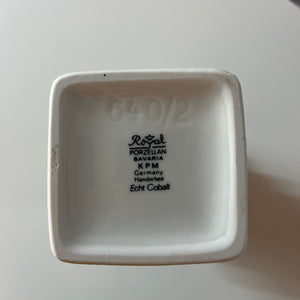 640/2
Royal
PORZELLAN
BAVARIA
KPM
Germany
Handarbeit
Echt Cobalt